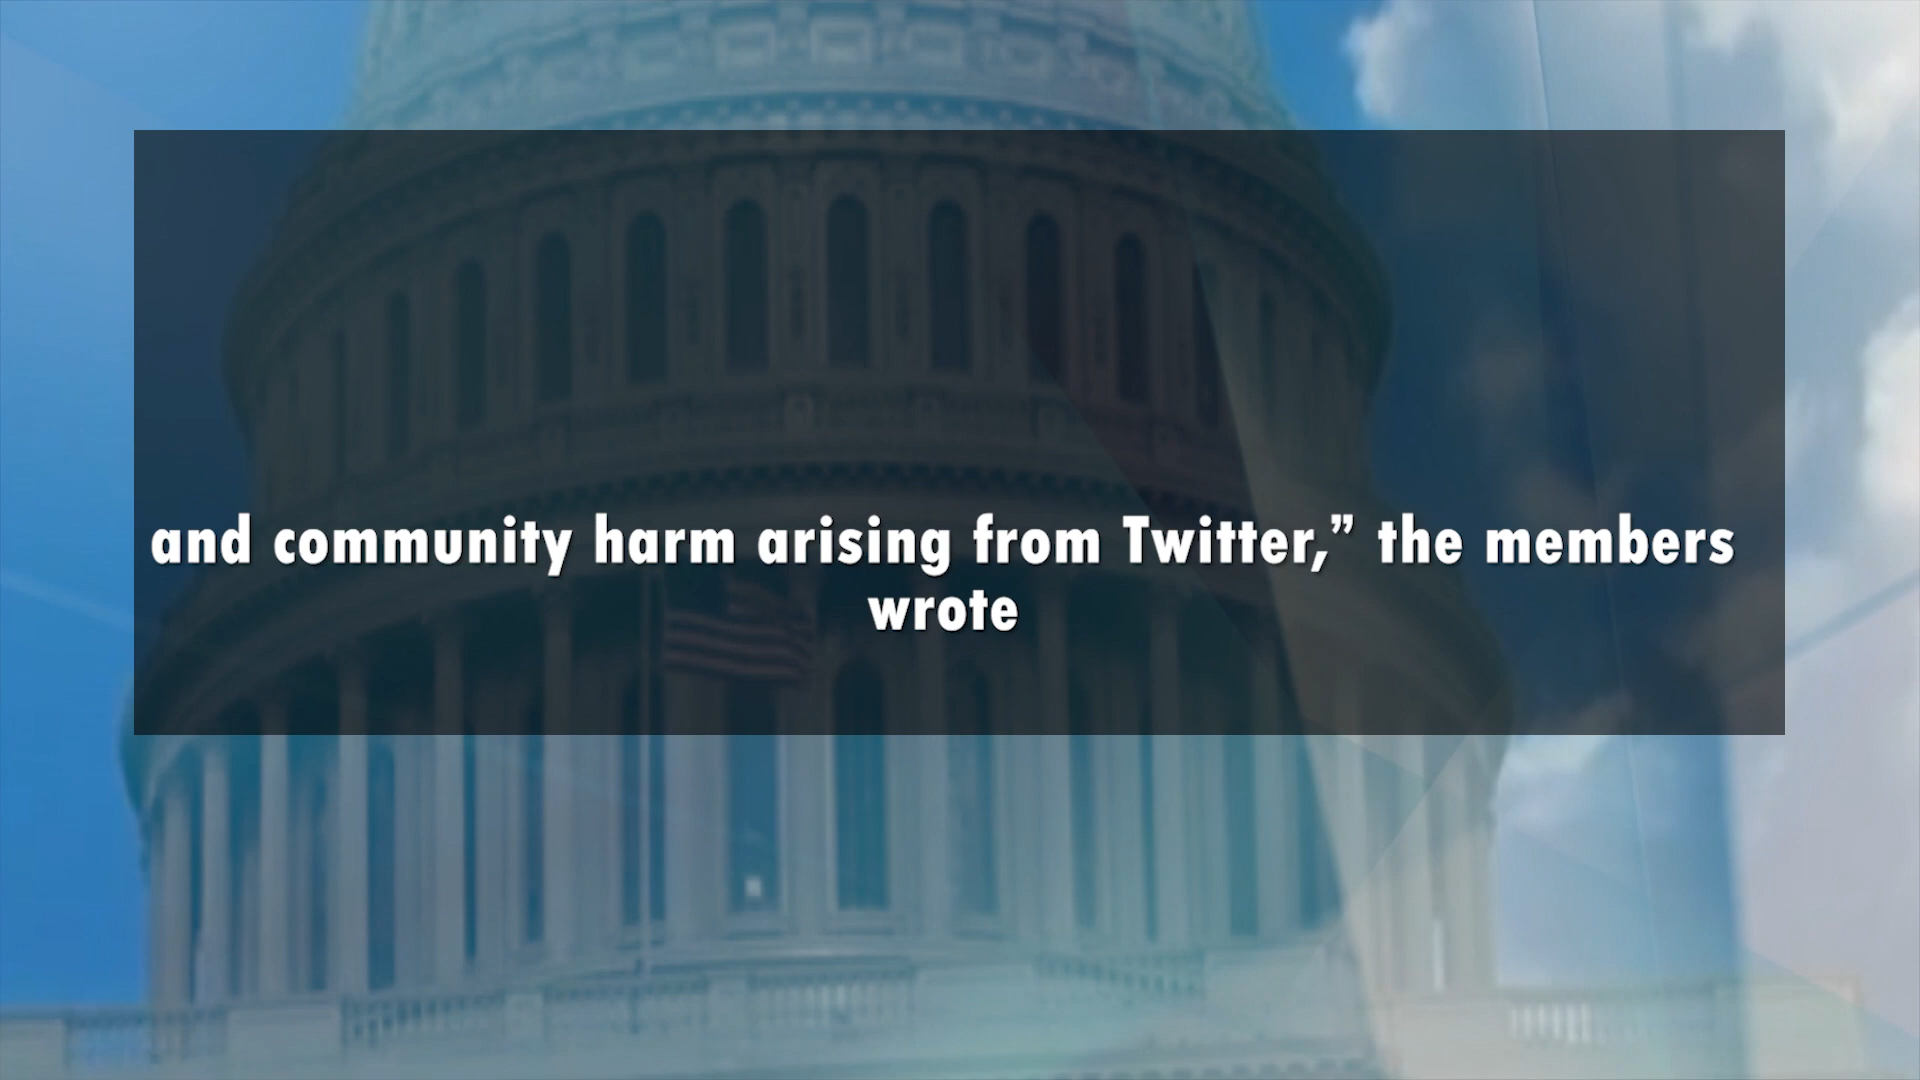 and community harm arising from Twitter,” the members
wrote